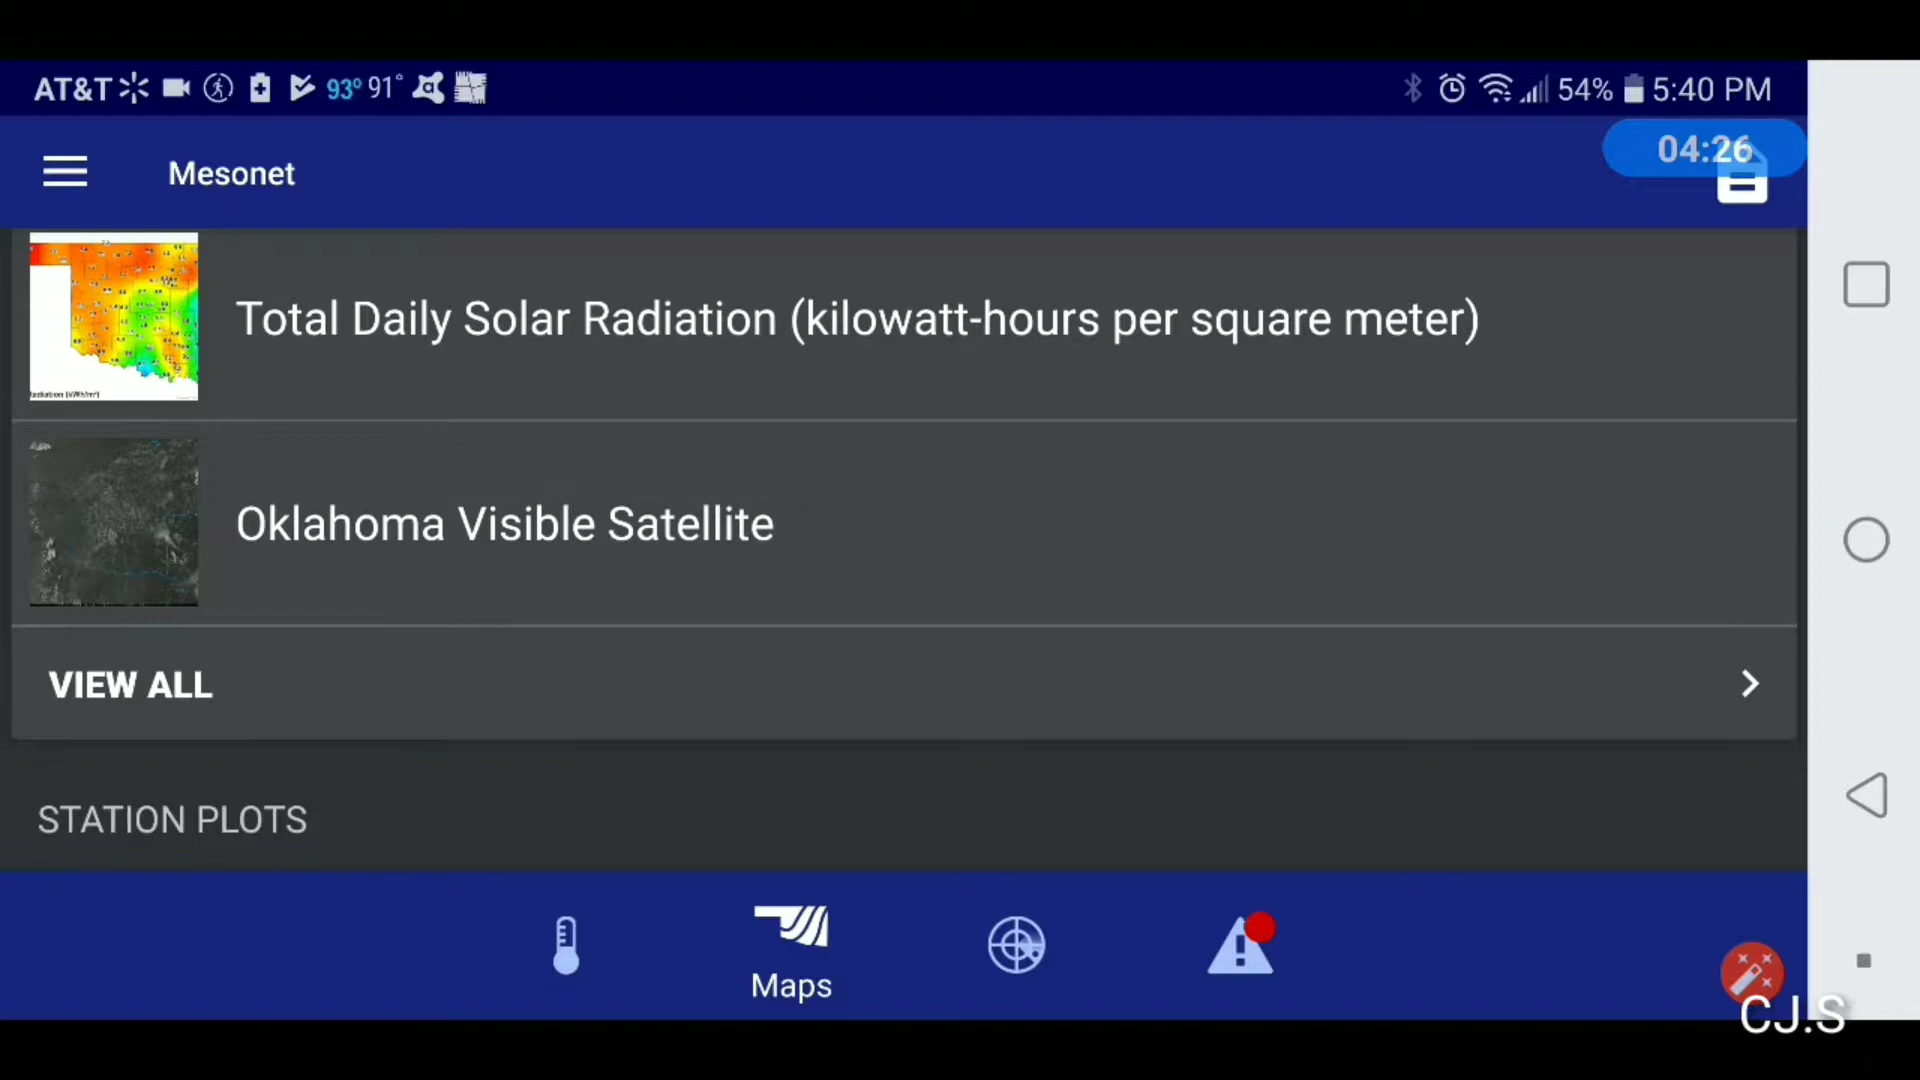 AT&T 93° 91° 54% 5:40 PM
Mesonet
04:26
Total Daily Solar Radiation (kilowatt-hours per square meter)
Oklahoma Visible Satellite
VIEW ALL
STATION PLOTS
Maps
CJ.S